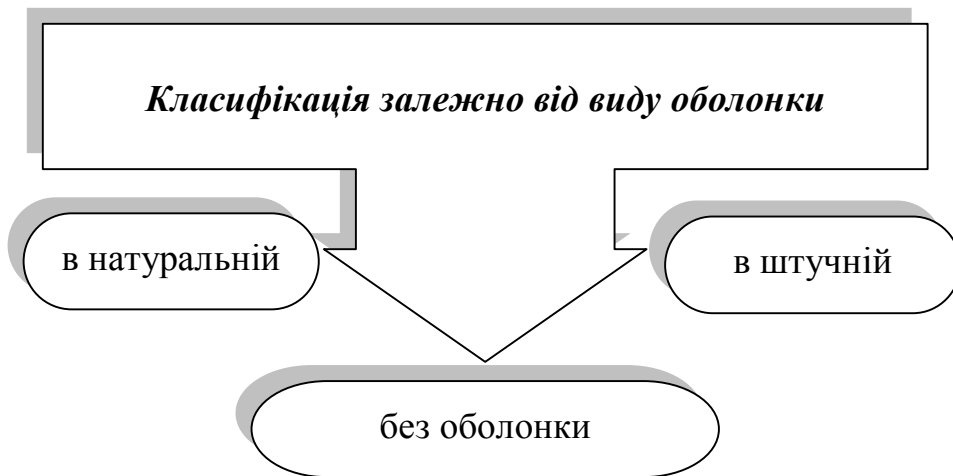 Класифікація залежно від виду оболонки
в натуральній
в штучній
без оболонки